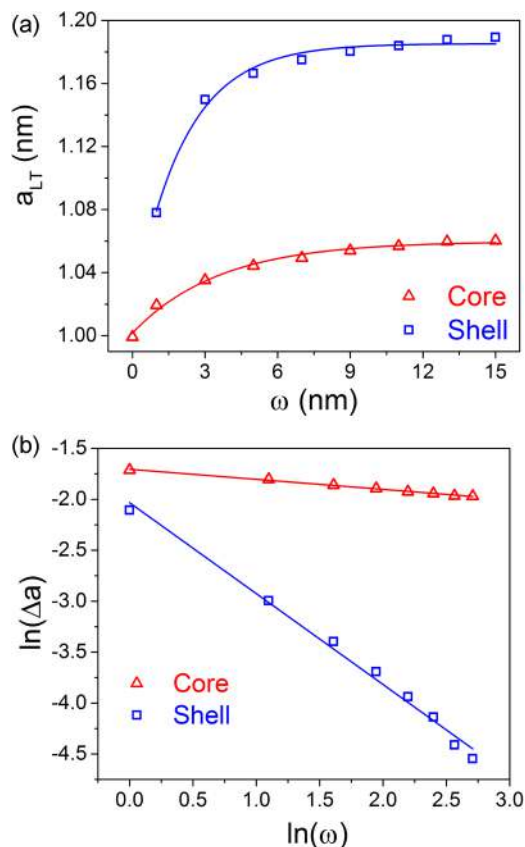 (a)
1.20
1.16
1.12
1.08
1.04
1.00
a_LT (nm)
Core
Shell
0 3 6 9 12 15
ω (nm)
(b)
-1.5
-2.0
-2.5
-3.0
-3.5
-4.0
-4.5
ln(Δa)
Core
Shell
0.0 0.5 1.0 1.5 2.0 2.5 3.0
ln(ω)